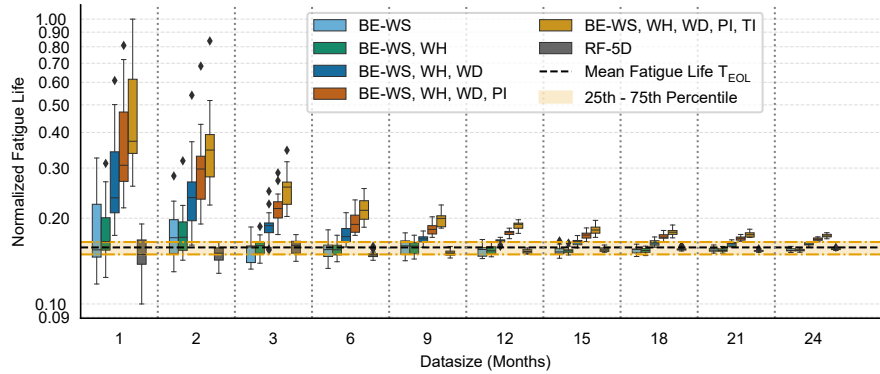 Normalized Fatigue Life
1.00
0.90
0.80
0.70
0.60
0.50
0.40
0.30
0.20
0.10
0.09
BE-WS
BE-WS, WH
BE-WS, WH, WD
BE-WS, WH, WD, PI
BE-WS, WH, WD, PI, TI
RF-5D
Mean Fatigue Life T_EOL
25th - 75th Percentile
1 2 3 6 9 12 15 18 21 24
Datasize (Months)